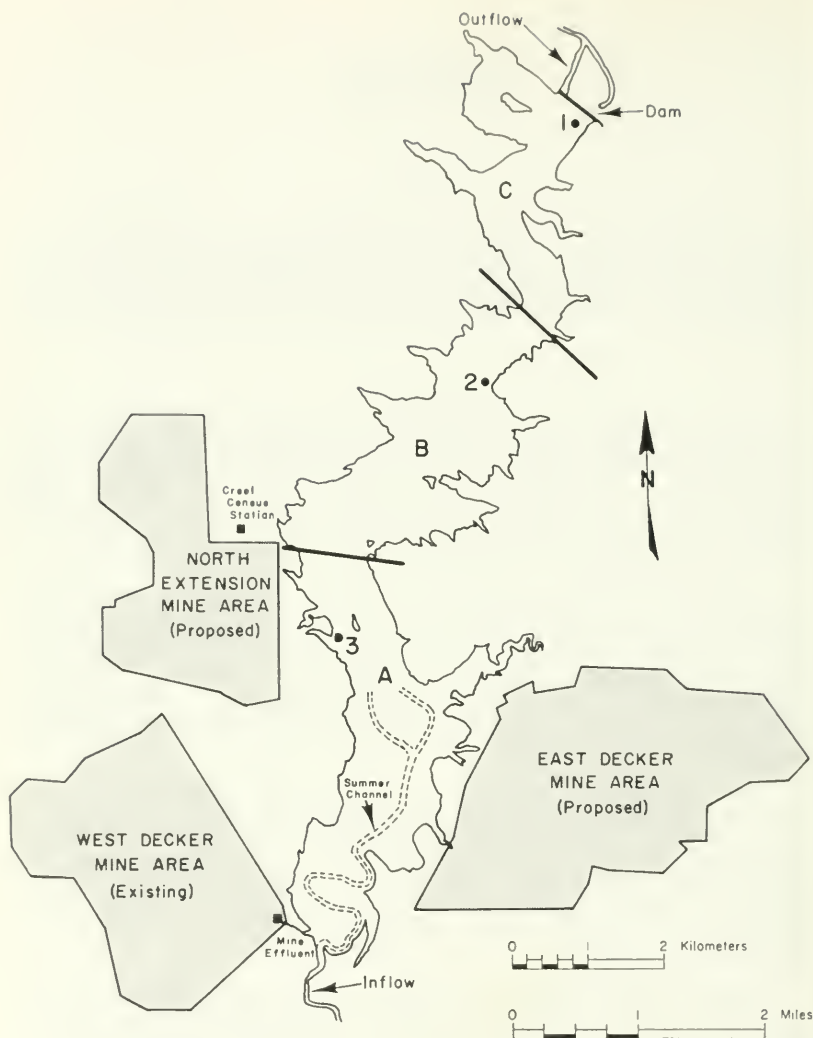 Outflow
Dam
1
C
2
B
N
Creel
Census
Station
NORTH
EXTENSION
MINE AREA
(Proposed)
3
A
EAST DECKER
MINE AREA
(Proposed)
Summer
Channel
WEST DECKER
MINE AREA
(Existing)
Mine
Effluent
Inflow
0 1 2 Kilometers
0 1 2 Miles